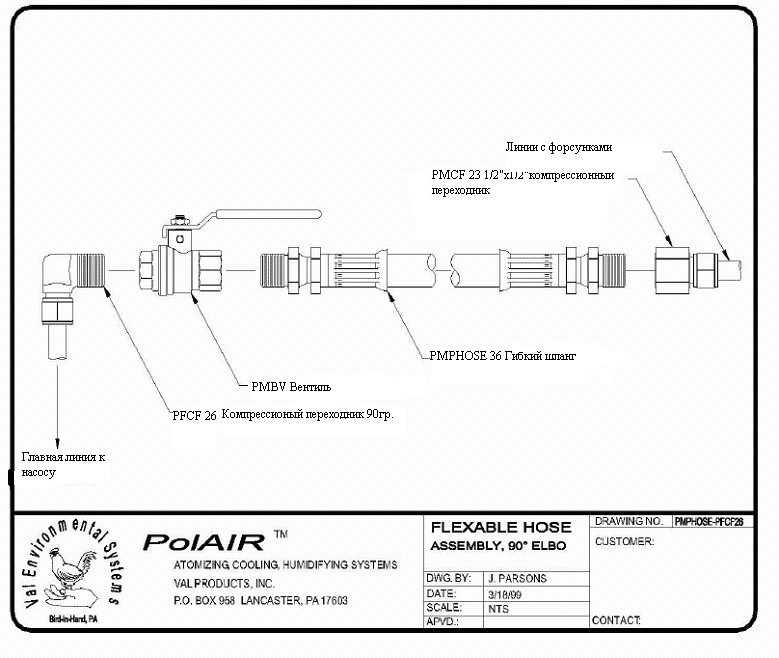 Линии с форсунками
PMCF 23 1/2"x1/2"компрессионный
переходник
PMPHOSE 36 Гибкий шланг
PMBV Вентиль
PFCF 26 Компрессионый переходник 90гр.
Главная линия к
насосу
Val Environmental Systems
Bird-in-Hand, PA
PolAIR TM
ATOMIZING COOLING, HUMIDIFYING SYSTEMS
VAL PRODUCTS, INC.
P.O. BOX 958 LANCASTER, PA 17603
FLEXABLE HOSE
ASSEMBLY, 90° ELBO
DWG. BY: J. PARSONS
DATE: 3/18/99
SCALE: NTS
APVD.:
DRAWING NO. PMPHOSE-PFCF26
CUSTOMER:
CONTACT: